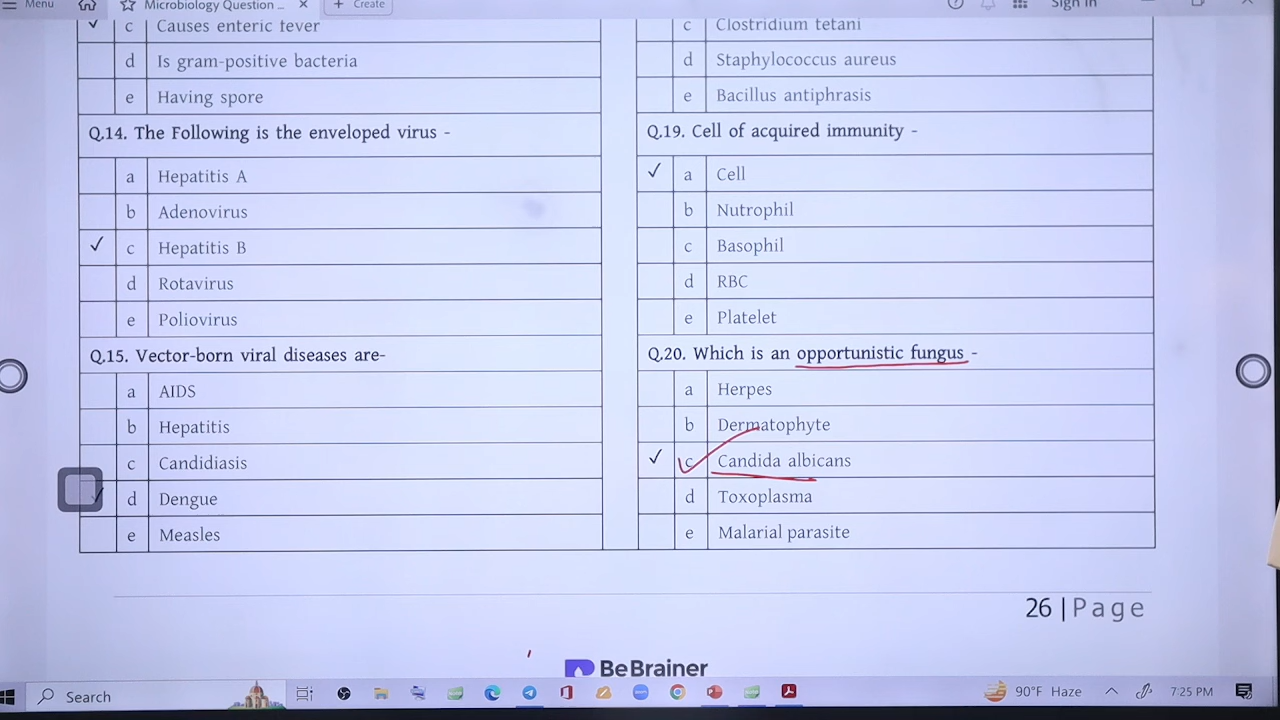 Menu
Microbiology Question ...
Create
Sign in
✓ c Causes enteric fever
d Is gram-positive bacteria
e Having spore
Q.14. The Following is the enveloped virus -
a Hepatitis A
b Adenovirus
✓ c Hepatitis B
d Rotavirus
e Poliovirus
Q.15. Vector-born viral diseases are-
a AIDS
b Hepatitis
c Candidiasis
✓ d Dengue
e Measles
c Clostridium tetani
d Staphylococcus aureus
e Bacillus antiphrasis
Q.19. Cell of acquired immunity -
✓ a Cell
b Nutrophil
c Basophil
d RBC
e Platelet
Q.20. Which is an opportunistic fungus -
a Herpes
b Dermatophyte
✓ c Candida albicans
d Toxoplasma
e Malarial parasite
26 | Page
BeBrainer
Search
90°F Haze
7:25 PM